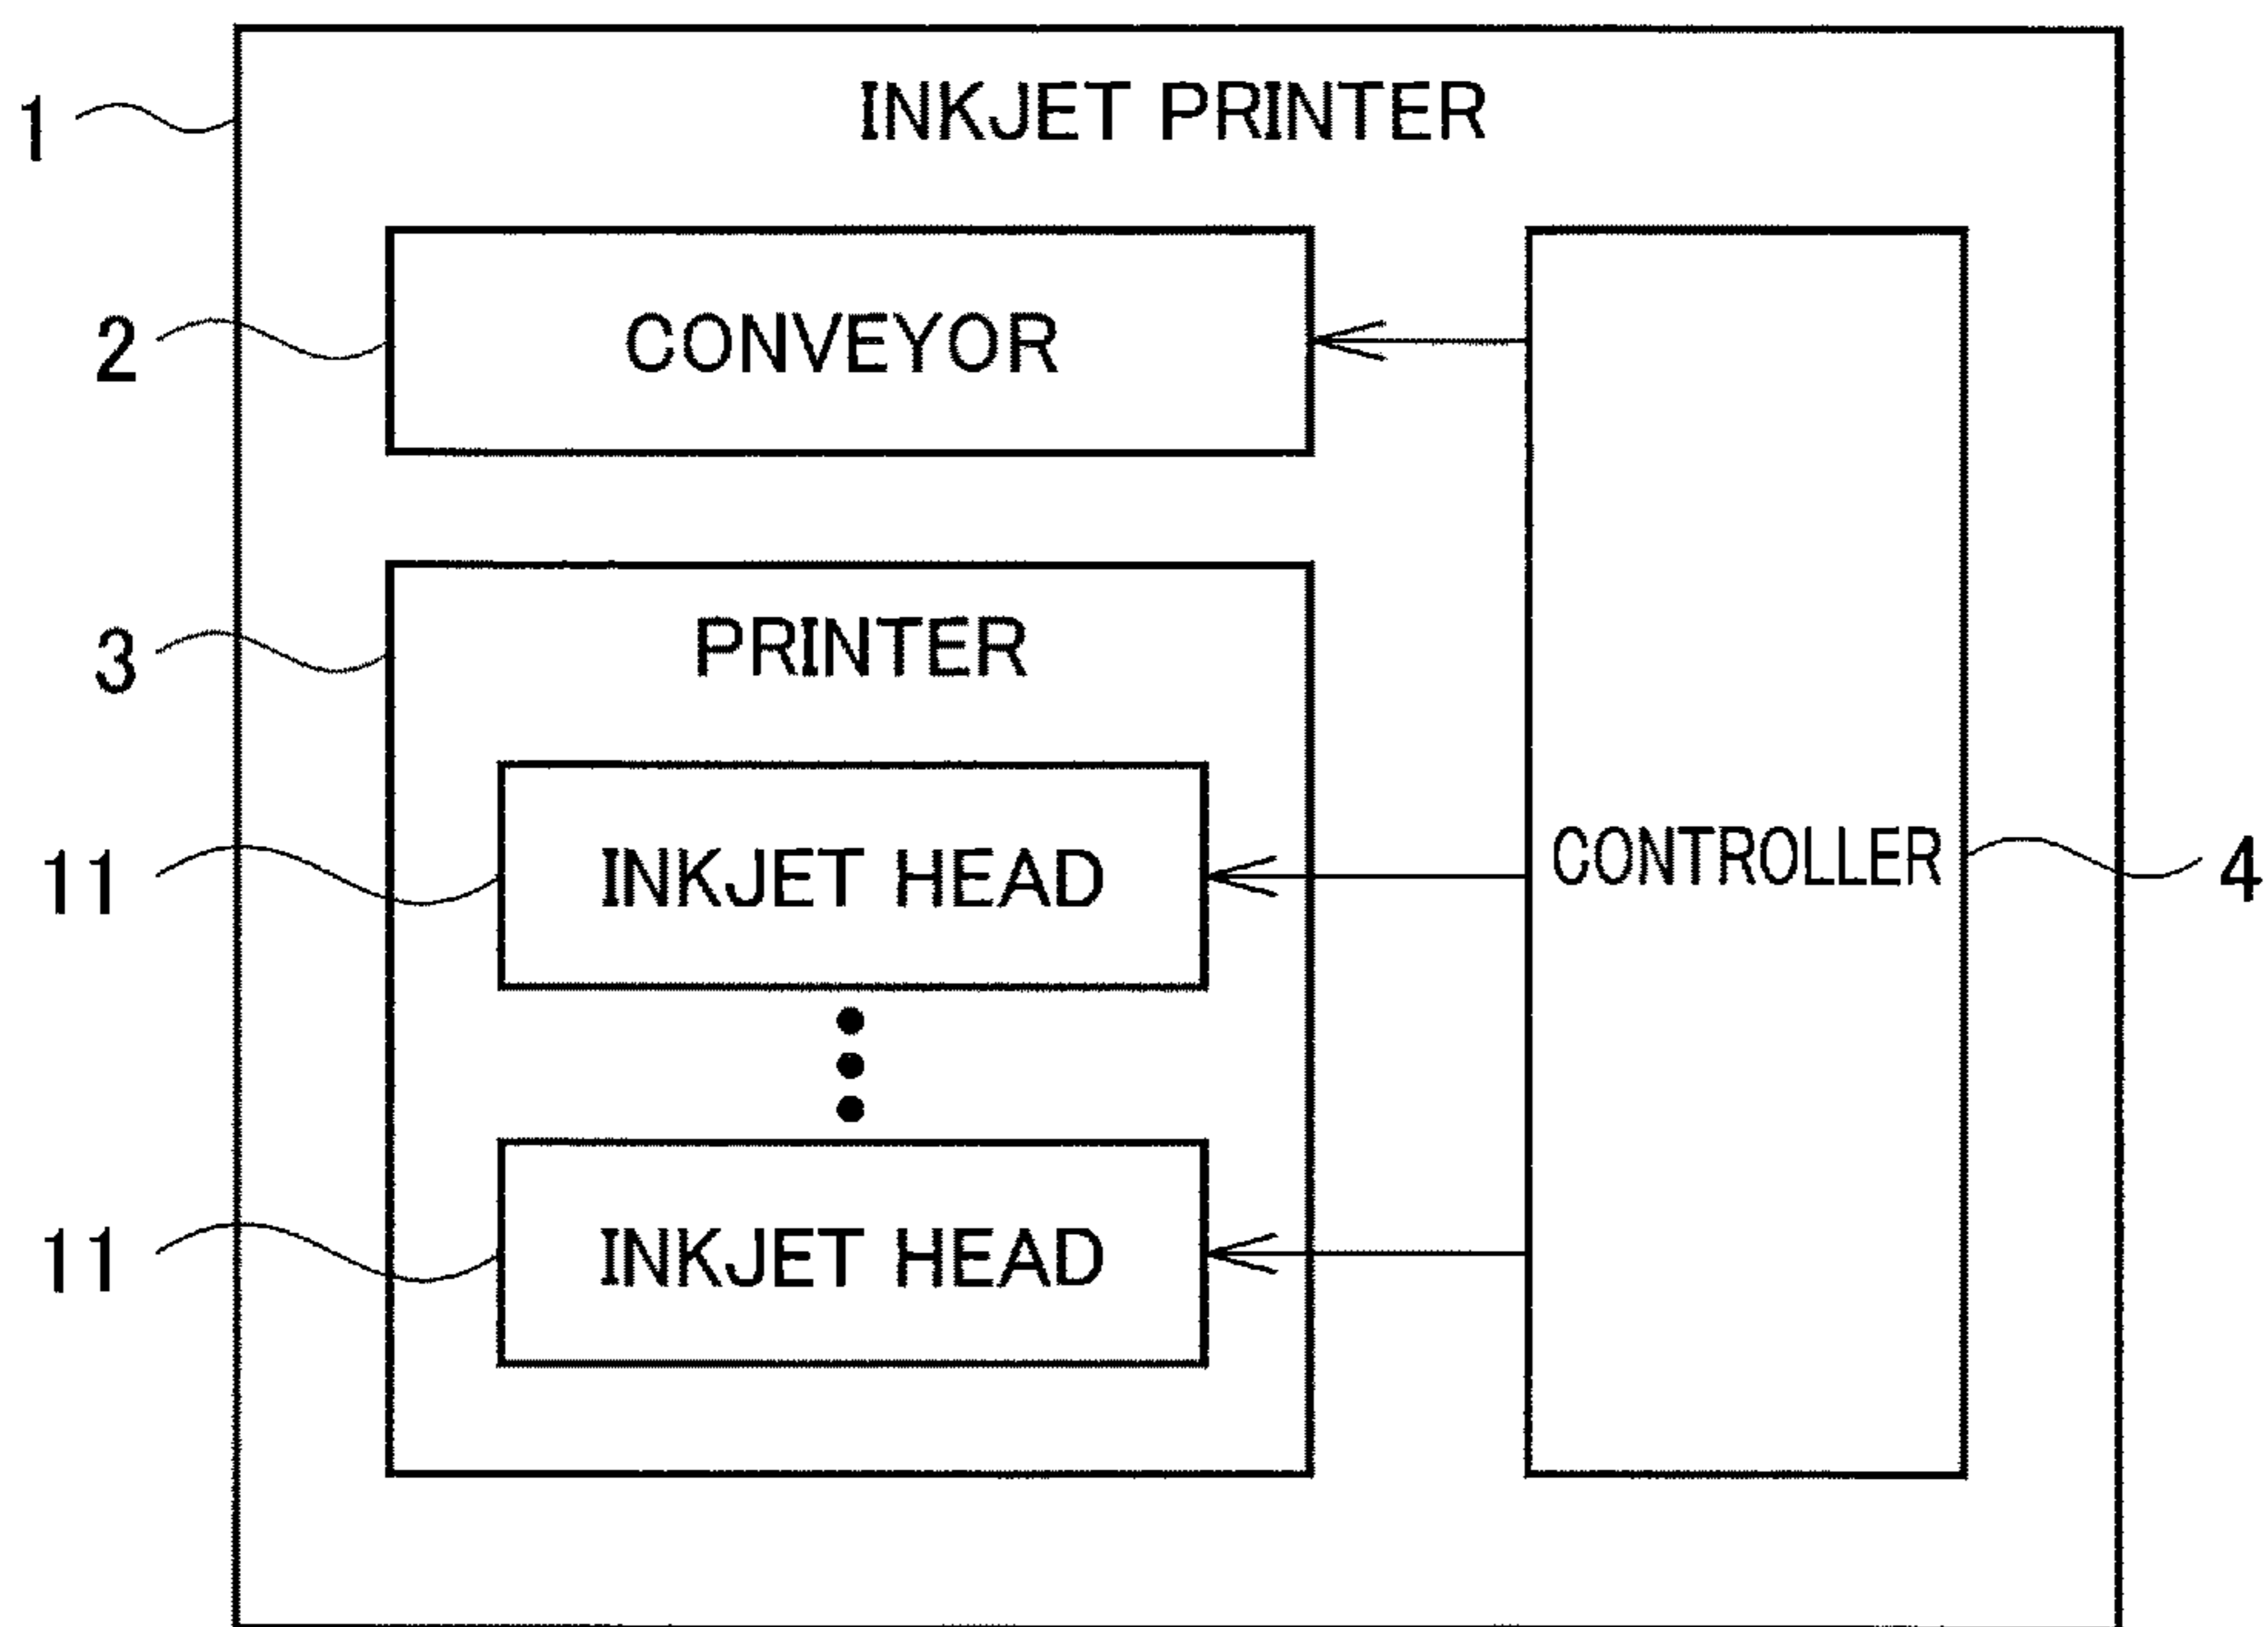 INKJET PRINTER
1
CONVEYOR
2
PRINTER
3
INKJET HEAD
11
CONTROLLER
4
INKJET HEAD
11